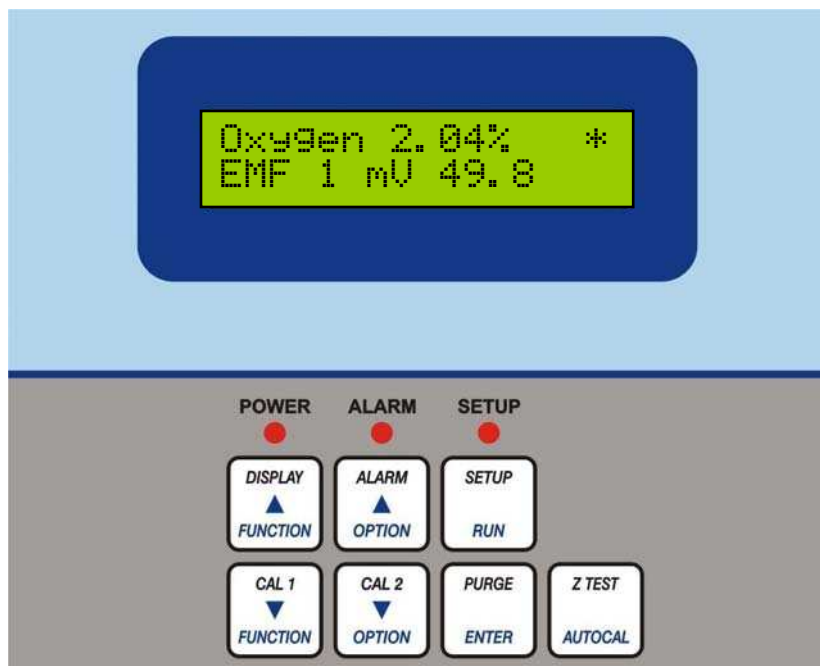 Oxygen 2.04% *
EMF 1 mV 49.8
POWER ALARM SETUP
DISPLAY ALARM SETUP
FUNCTION OPTION RUN
CAL 1 CAL 2 PURGE Z TEST
FUNCTION OPTION ENTER AUTOCAL